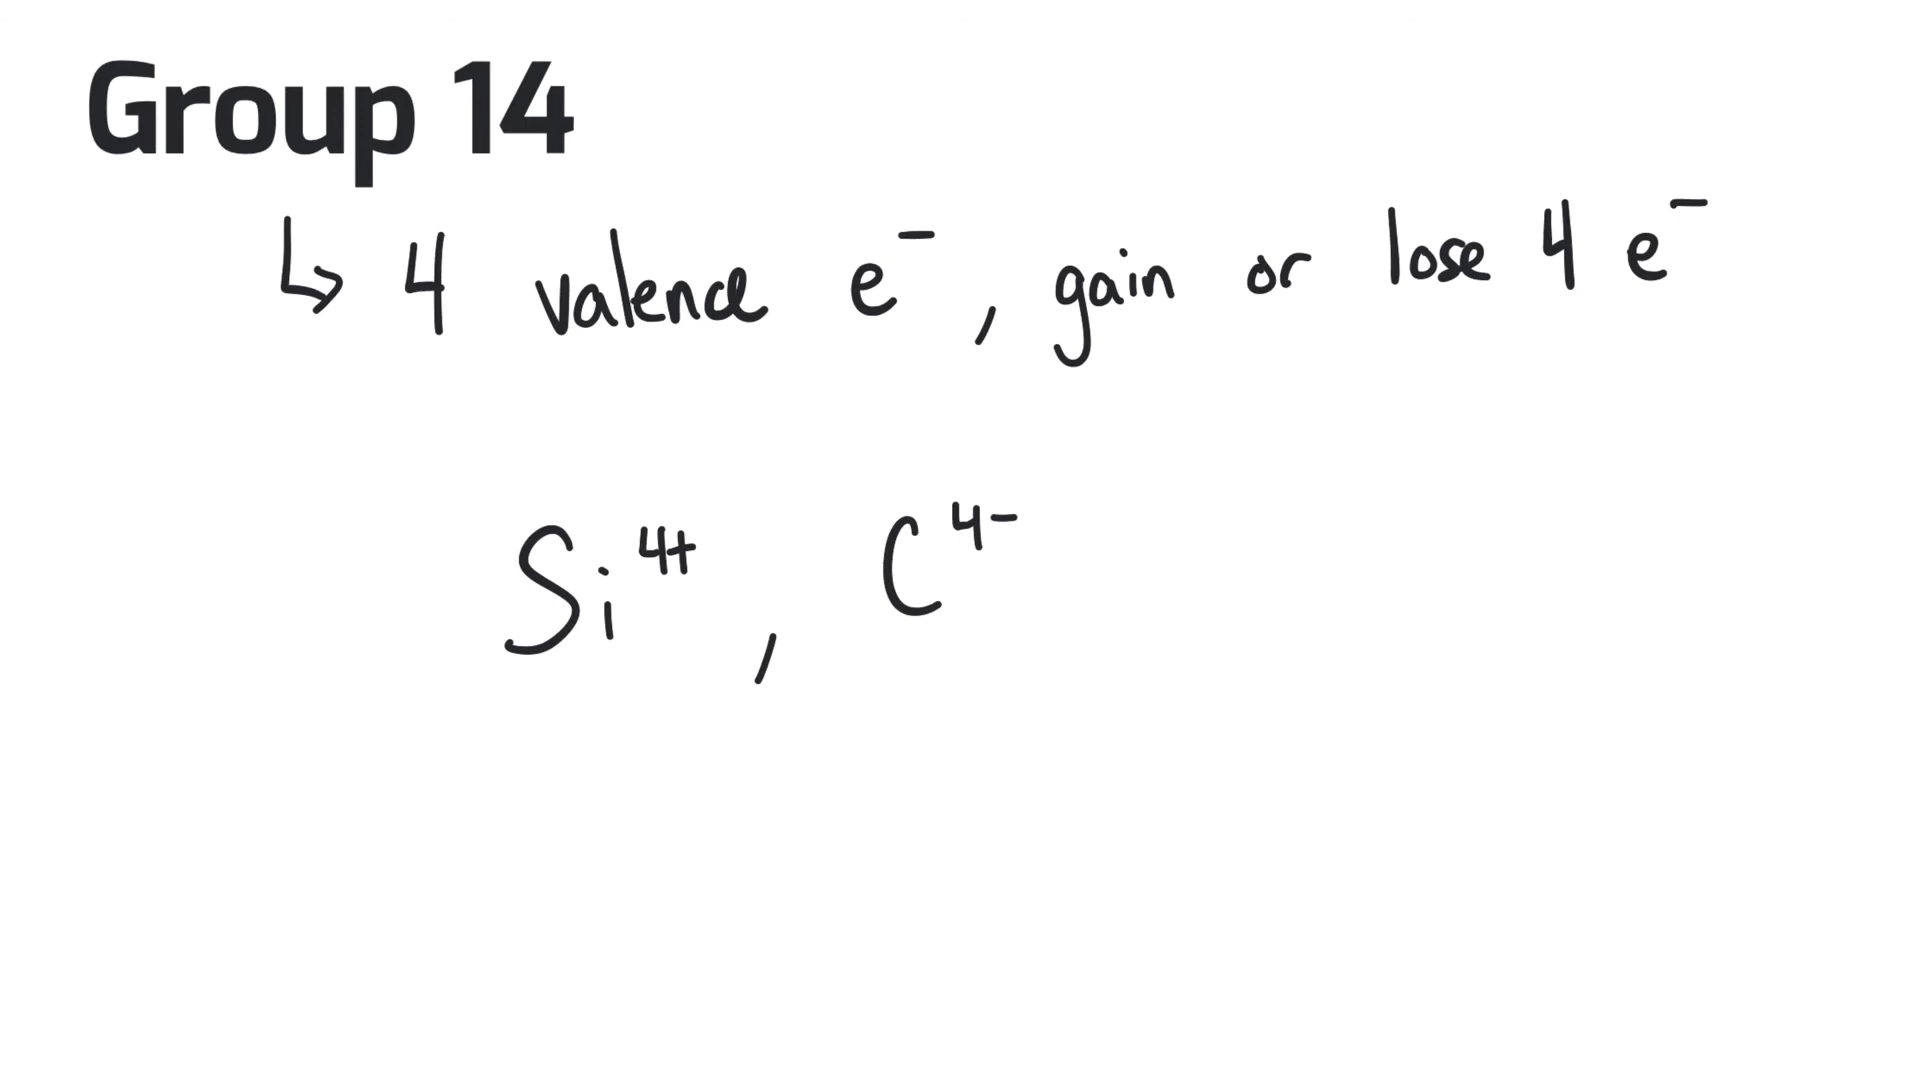 Group 14
↳ 4 valence e⁻, gain or lose 4 e⁻
Si⁴⁺, C⁴⁻